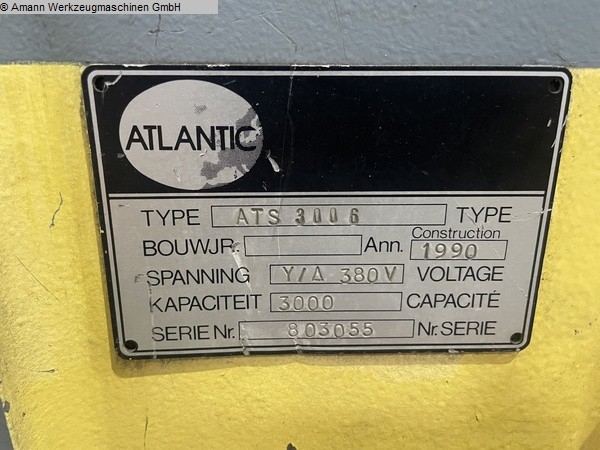 © Amann Werkzeugmaschinen GmbH
ATLANTIC
TYPE ATS 3006 TYPE
BOUWJR. Ann. Construction 1990
SPANNING Y/Δ 380V VOLTAGE
KAPACITEIT 3000 CAPACITÉ
SERIE Nr. 803055 Nr. SERIE